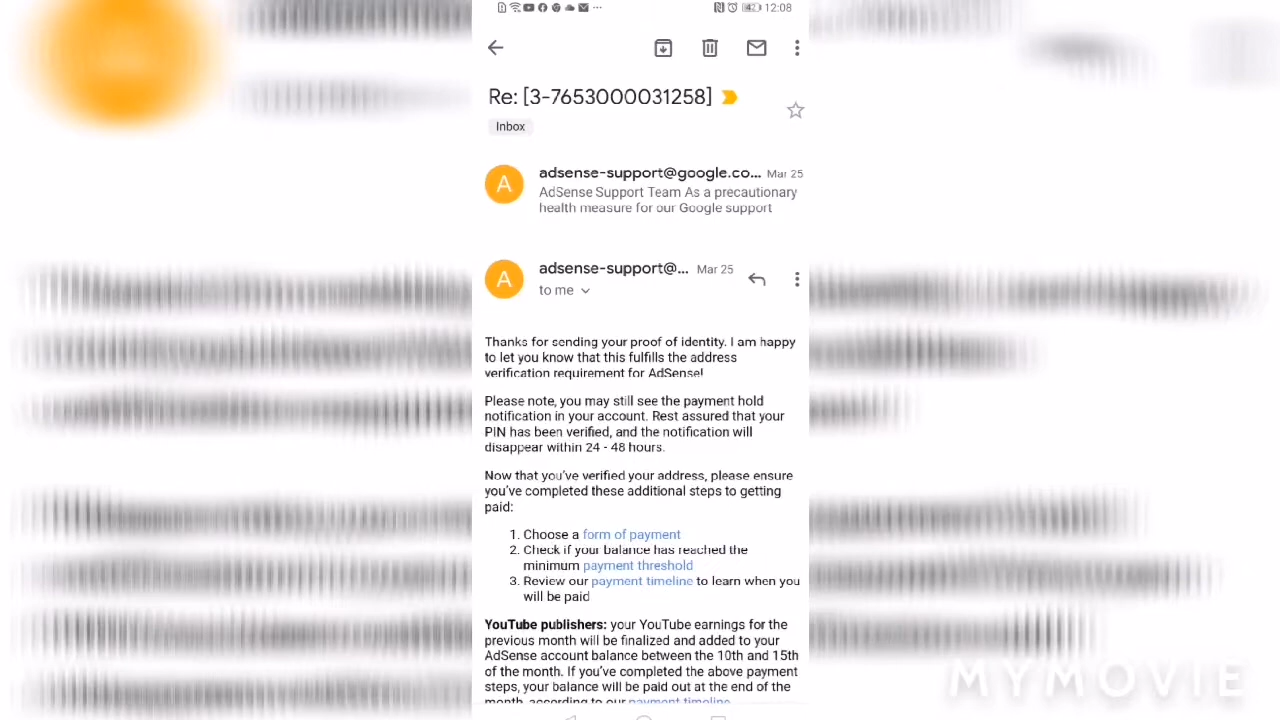 12:08
Re: [3-7653000031258]
Inbox
A
adsense-support@google.co... Mar 25
AdSense Support Team As a precautionary
health measure for our Google support
A
adsense-support@... Mar 25
to me
Thanks for sending your proof of identity. I am happy
to let you know that this fulfills the address
verification requirement for AdSense!
Please note, you may still see the payment hold
notification in your account. Rest assured that your
PIN has been verified, and the notification will
disappear within 24 - 48 hours.
Now that you've verified your address, please ensure
you've completed these additional steps to getting
paid:
1. Choose a form of payment
2. Check if your balance has reached the
minimum payment threshold
3. Review our payment timeline to learn when you
will be paid
YouTube publishers: your YouTube earnings for the
previous month will be finalized and added to your
AdSense account balance between the 10th and 15th
of the month. If you've completed the above payment
steps, your balance will be paid out at the end of the
month, according to our payment timeline.
MYMOVIE